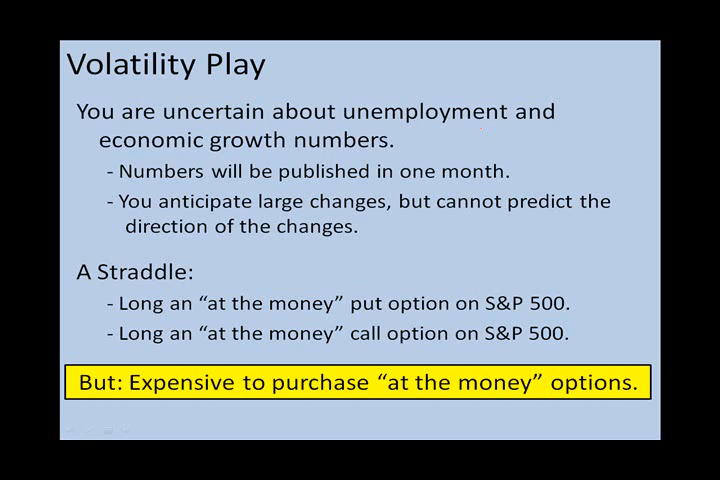 Volatility Play
You are uncertain about unemployment and
economic growth numbers.
- Numbers will be published in one month.
- You anticipate large changes, but cannot predict the
direction of the changes.
A Straddle:
- Long an “at the money” put option on S&P 500.
- Long an “at the money” call option on S&P 500.
But: Expensive to purchase “at the money” options.